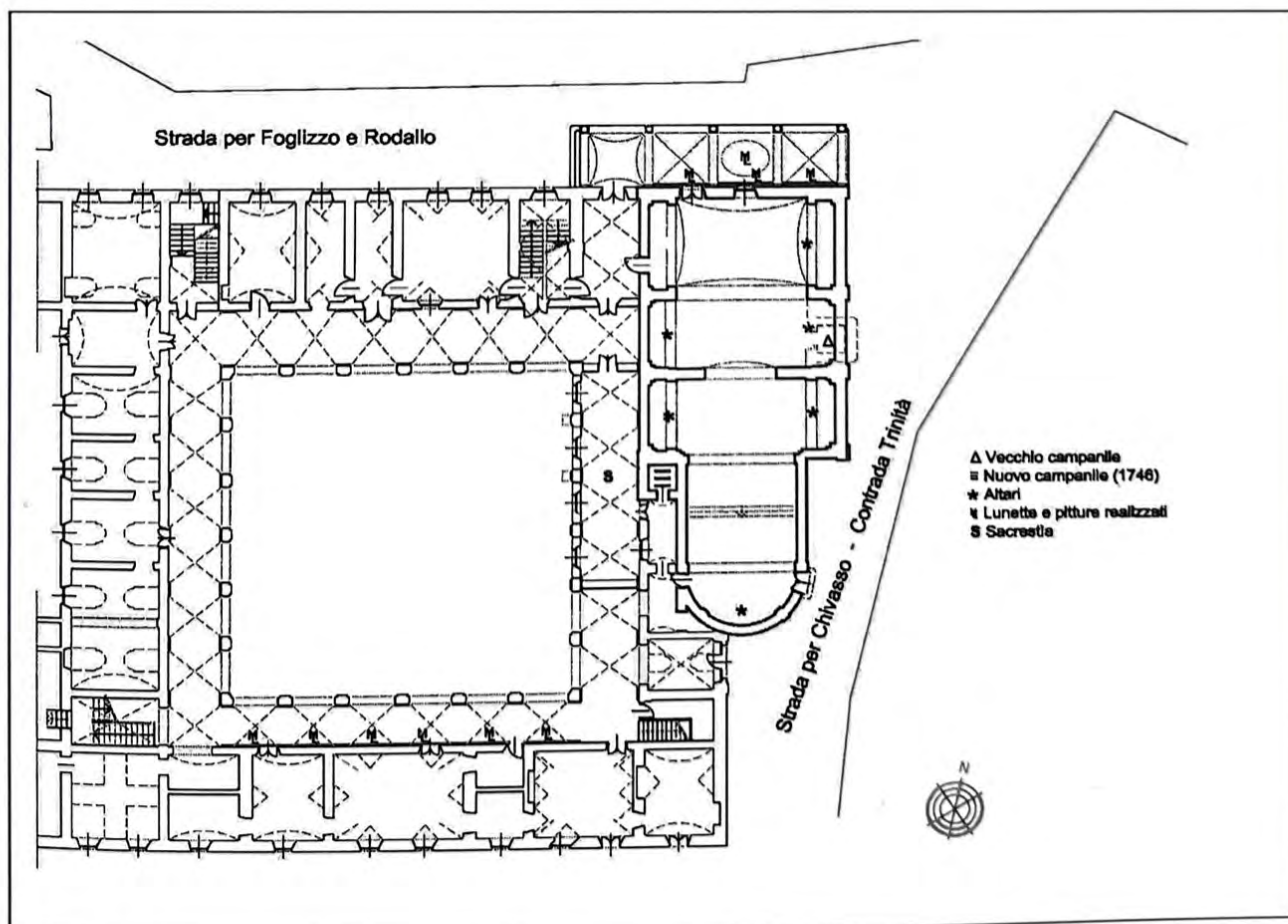 Strada per Foglizzo e Rodallo
Strada per Chivasso - Contrada Trinità
Δ Vecchio campanile
≡ Nuovo campanile (1746)
* Altari
Lunette e pitture realizzati
S Sacrestia
S
N